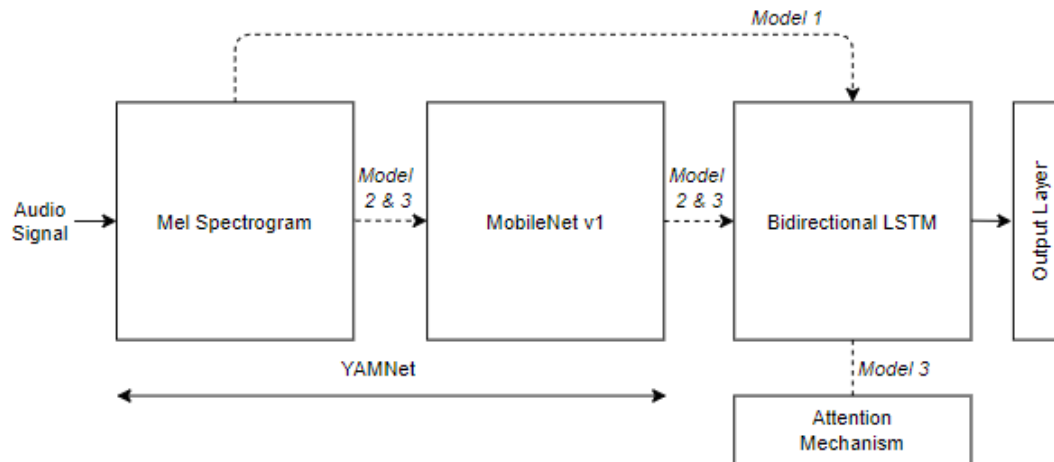 Model 1
Audio
Signal
Mel Spectrogram
Model
2 & 3
MobileNet v1
Model
2 & 3
Bidirectional LSTM
Output Layer
YAMNet
Model 3
Attention
Mechanism